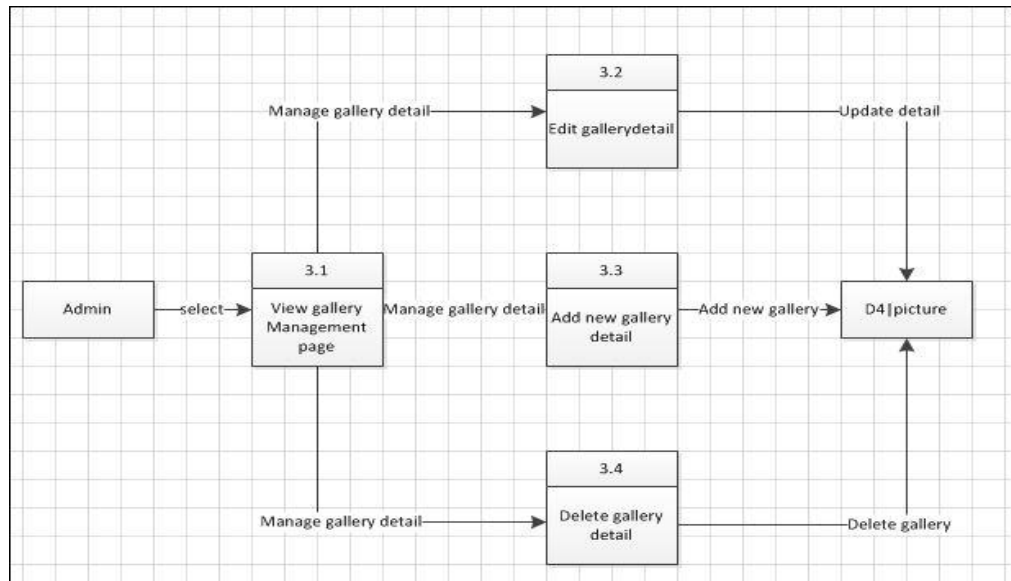 3.2
Manage gallery detail
Edit gallerydetail
Update detail
3.1
3.3
Admin
select
View gallery
Management
page
Manage gallery detail
Add new gallery
detail
Add new gallery
D4|picture
3.4
Manage gallery detail
Delete gallery
detail
Delete gallery